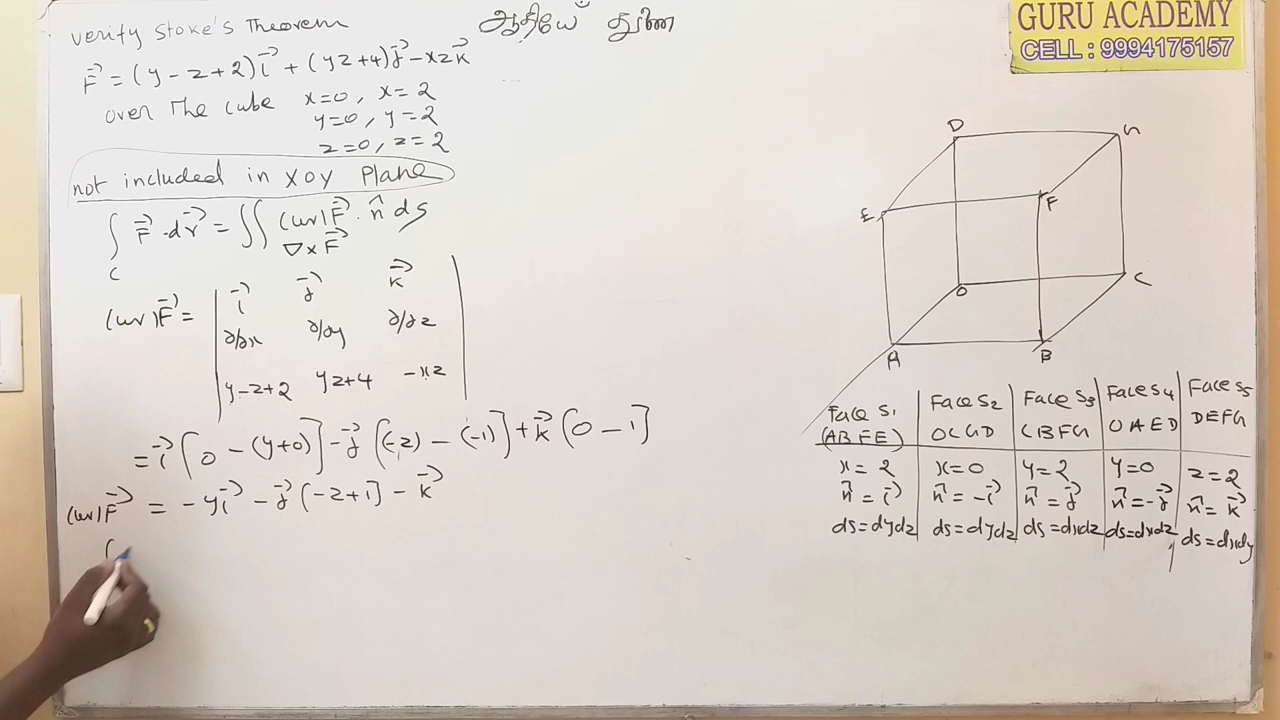 verify stoke's Theorem
ஆதியே துணை
GURU ACADEMY
CELL : 9994175157
F⃗ = (y - z + 2) i⃗ + (yz + 4) j⃗ - xz k⃗
over The cube x=0, x=2
y=0, y=2
z=0, z=2
not included in xoy Plane
∫ F⃗ · dr⃗ = ∬ curl F⃗ · n̂ ds
C
∇ × F⃗
curl F⃗ = | i⃗ j⃗ k⃗ |
∂/∂x ∂/∂y ∂/∂z
y-z+2 yz+4 -xz
= i⃗ [0 - (y+0)] - j⃗ [(-z) - (-1)] + k⃗ [0 - 1]
curl F⃗ = - y i⃗ - j⃗ (-z+1) - k⃗
(
D G
E F
O C
A B
Face S1 Face S2 Face S3 Face S4 Face S5
(ABFE) OCGD CBFG OAED DEFG
x = 2 x = 0 y = 2 y = 0 z = 2
n⃗ = i⃗ n⃗ = -i⃗ n⃗ = j⃗ n⃗ = -j⃗ n⃗ = k⃗
ds = dydz ds = dydz ds = dxdz ds = dxdz ds = dxdy